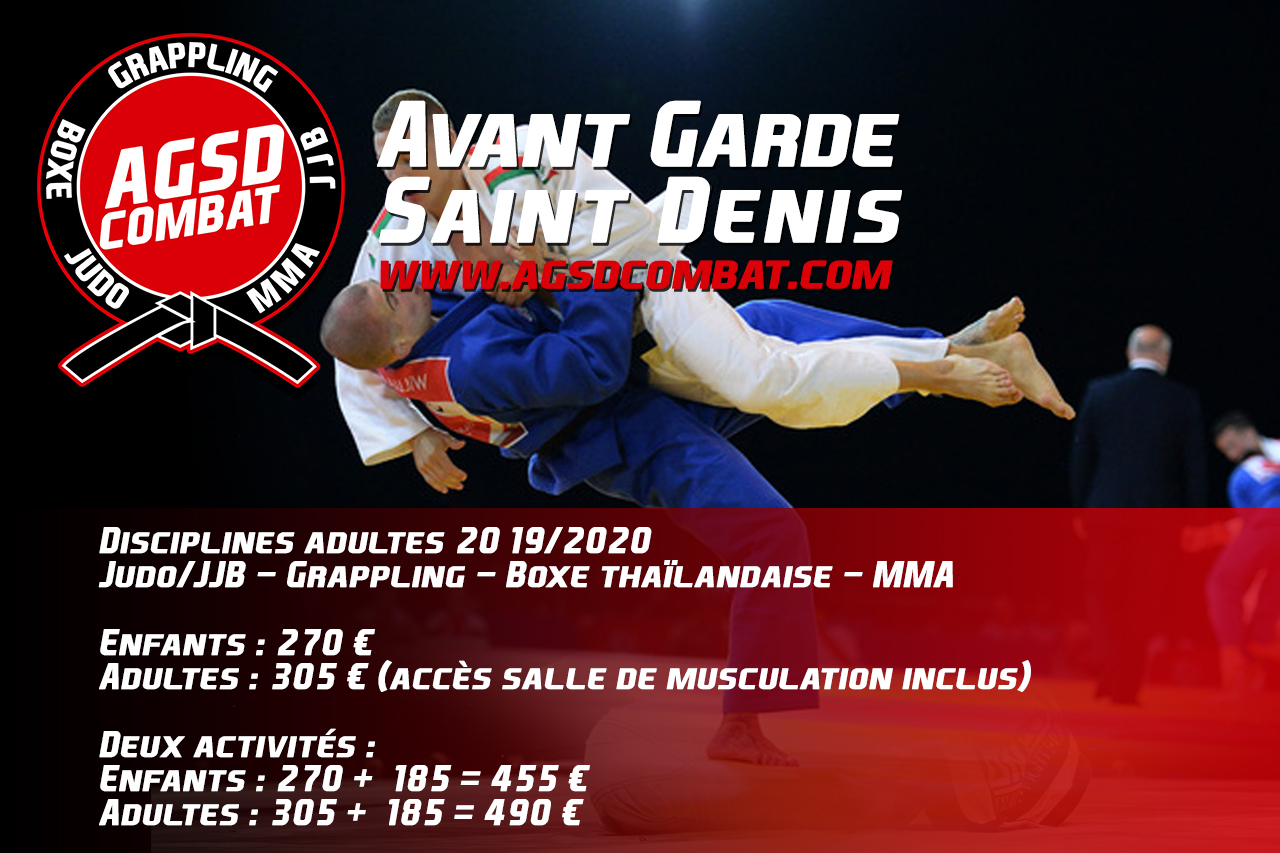 GRAPPLING
BOXE
JJB
AGSD
COMBAT
JUDO
MMA
AVANT GARDE
SAINT DENIS
WWW.AGSDCOMBAT.COM
DISCIPLINES ADULTES 20 19/2020
JUDO/JJB – GRAPPLING – BOXE THAÏLANDAISE – MMA
ENFANTS : 270 €
ADULTES : 305 € (ACCÈS SALLE DE MUSCULATION INCLUS)
DEUX ACTIVITÉS :
ENFANTS : 270 + 185 = 455 €
ADULTES : 305 + 185 = 490 €